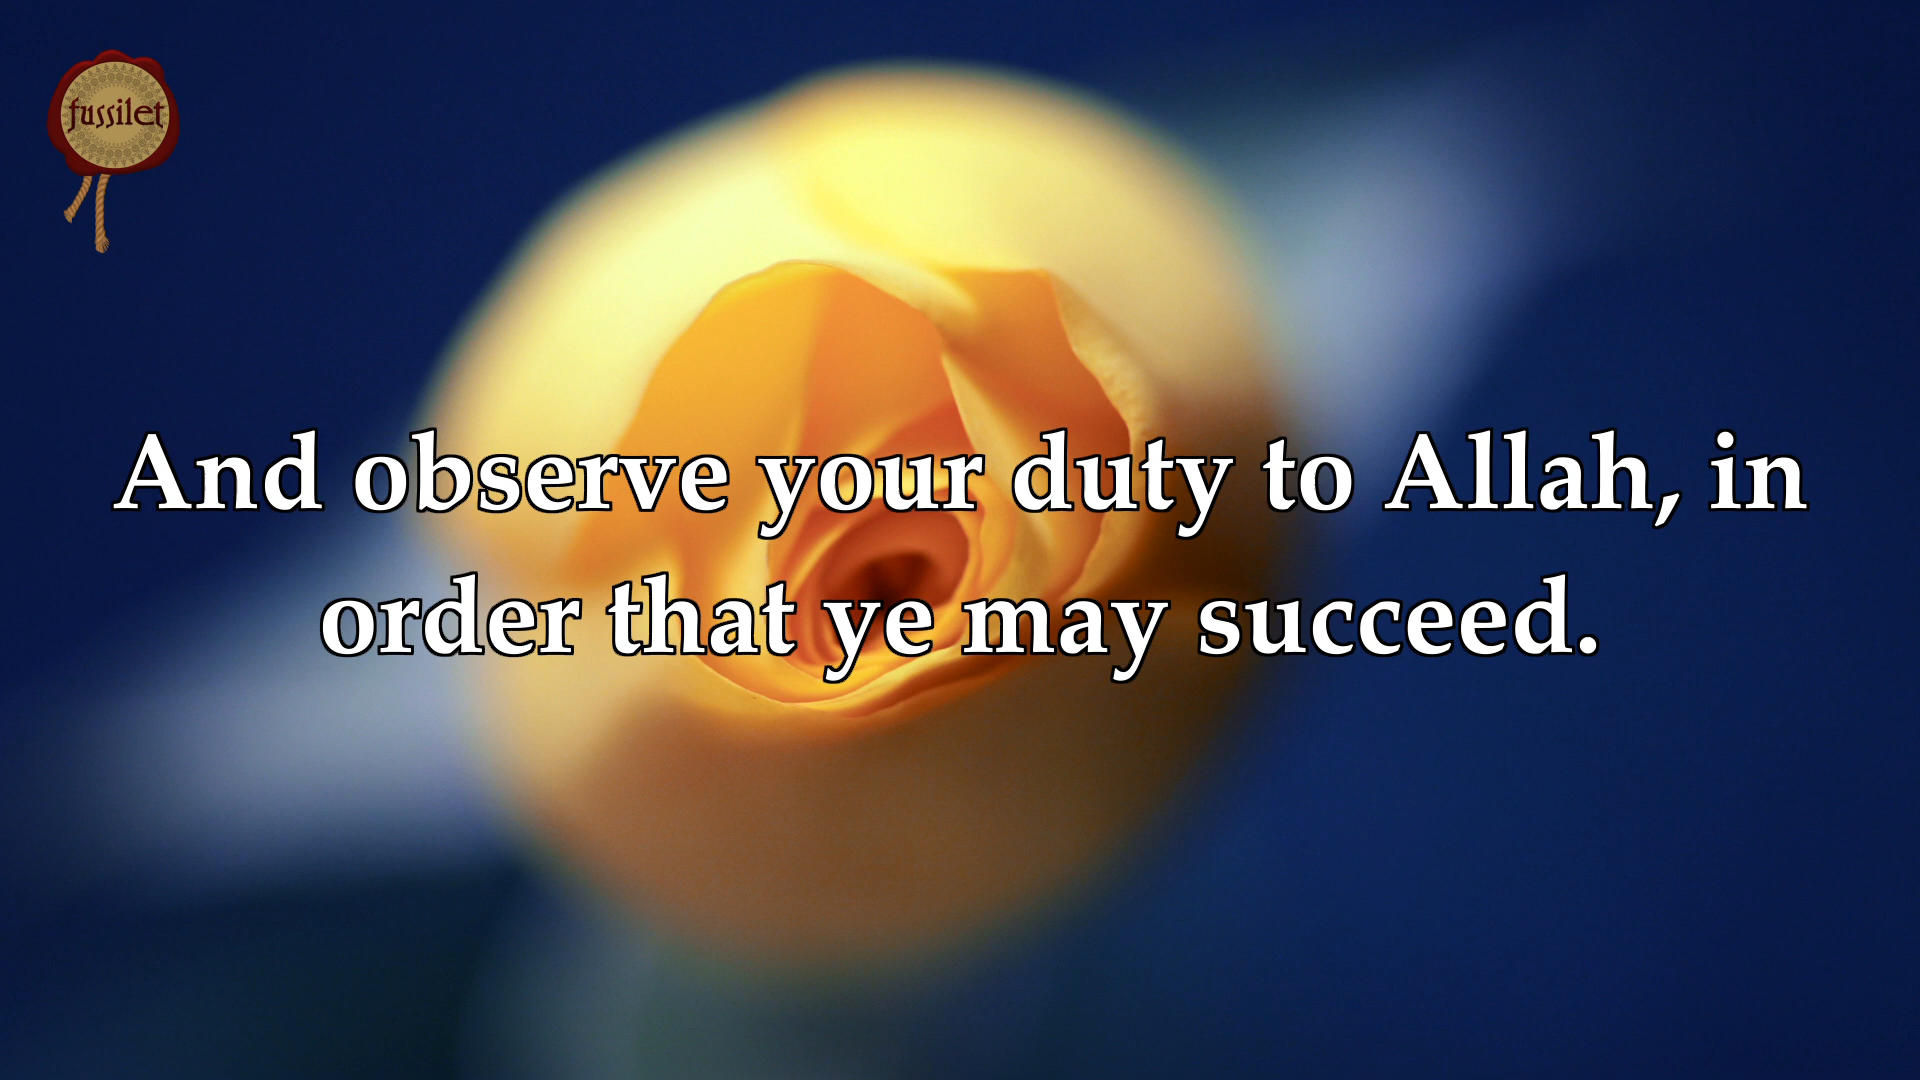 fussilet
And observe your duty to Allah, in
order that ye may succeed.